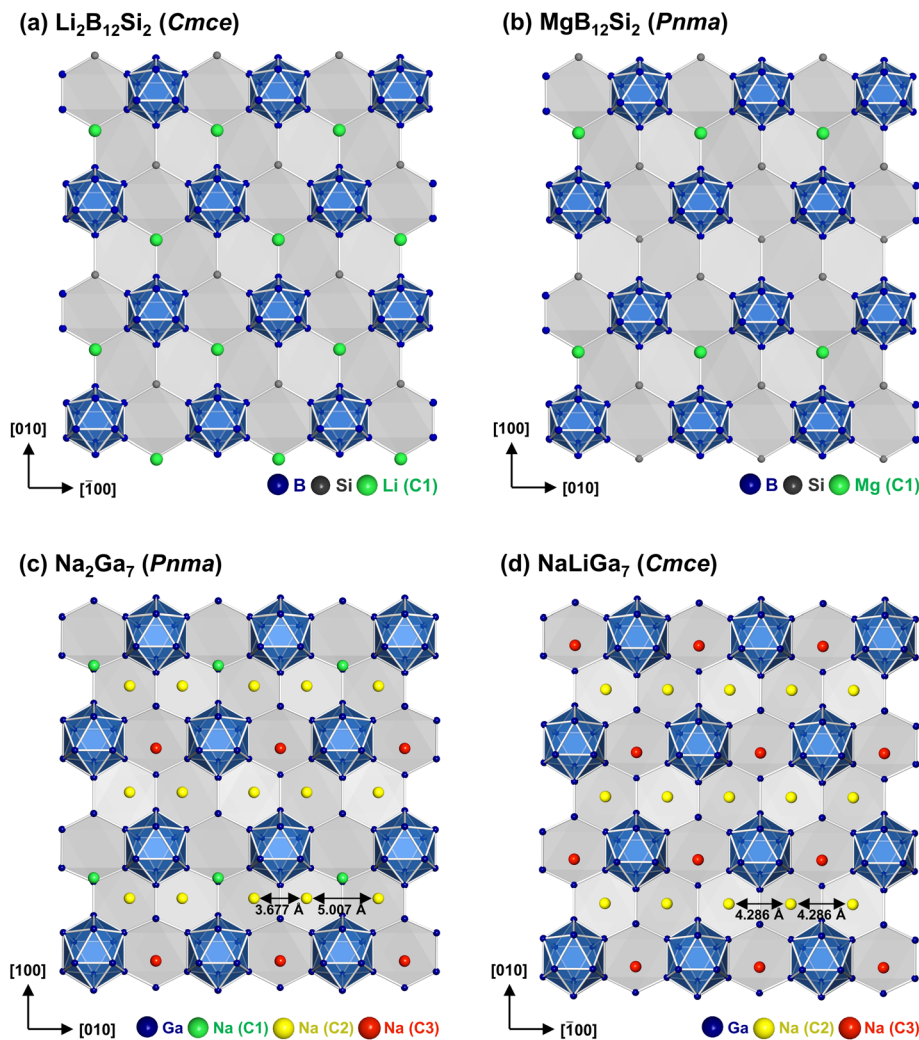 (a) Li₂B₁₂Si₂ (Cmce)
[010]
[1̄00]
B Si Li (C1)
(b) MgB₁₂Si₂ (Pnma)
[100]
[010]
B Si Mg (C1)
(c) Na₂Ga₇ (Pnma)
3.677 Å 5.007 Å
[100]
[010]
Ga Na (C1) Na (C2) Na (C3)
(d) NaLiGa₇ (Cmce)
4.286 Å 4.286 Å
[010]
[1̄00]
Ga Na (C2) Na (C3)